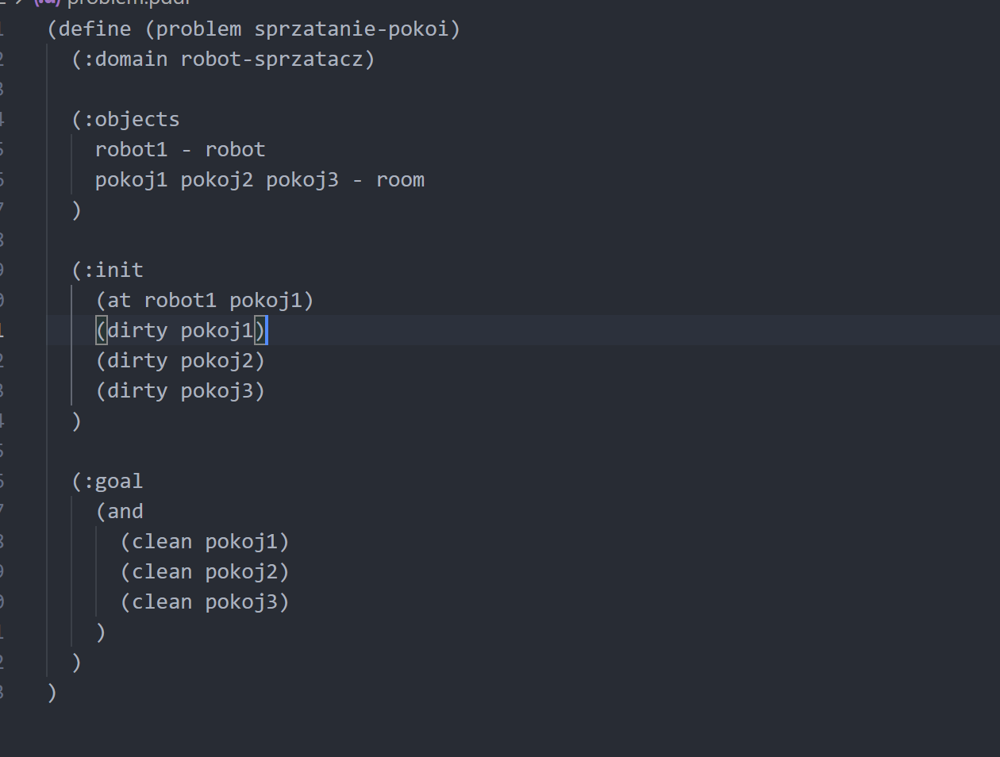 (define (problem sprzatanie-pokoi)
(:domain robot-sprzatacz)
(:objects
robot1 - robot
pokoj1 pokoj2 pokoj3 - room
)
(:init
(at robot1 pokoj1)
(dirty pokoj1)
(dirty pokoj2)
(dirty pokoj3)
)
(:goal
(and
(clean pokoj1)
(clean pokoj2)
(clean pokoj3)
)
)
)